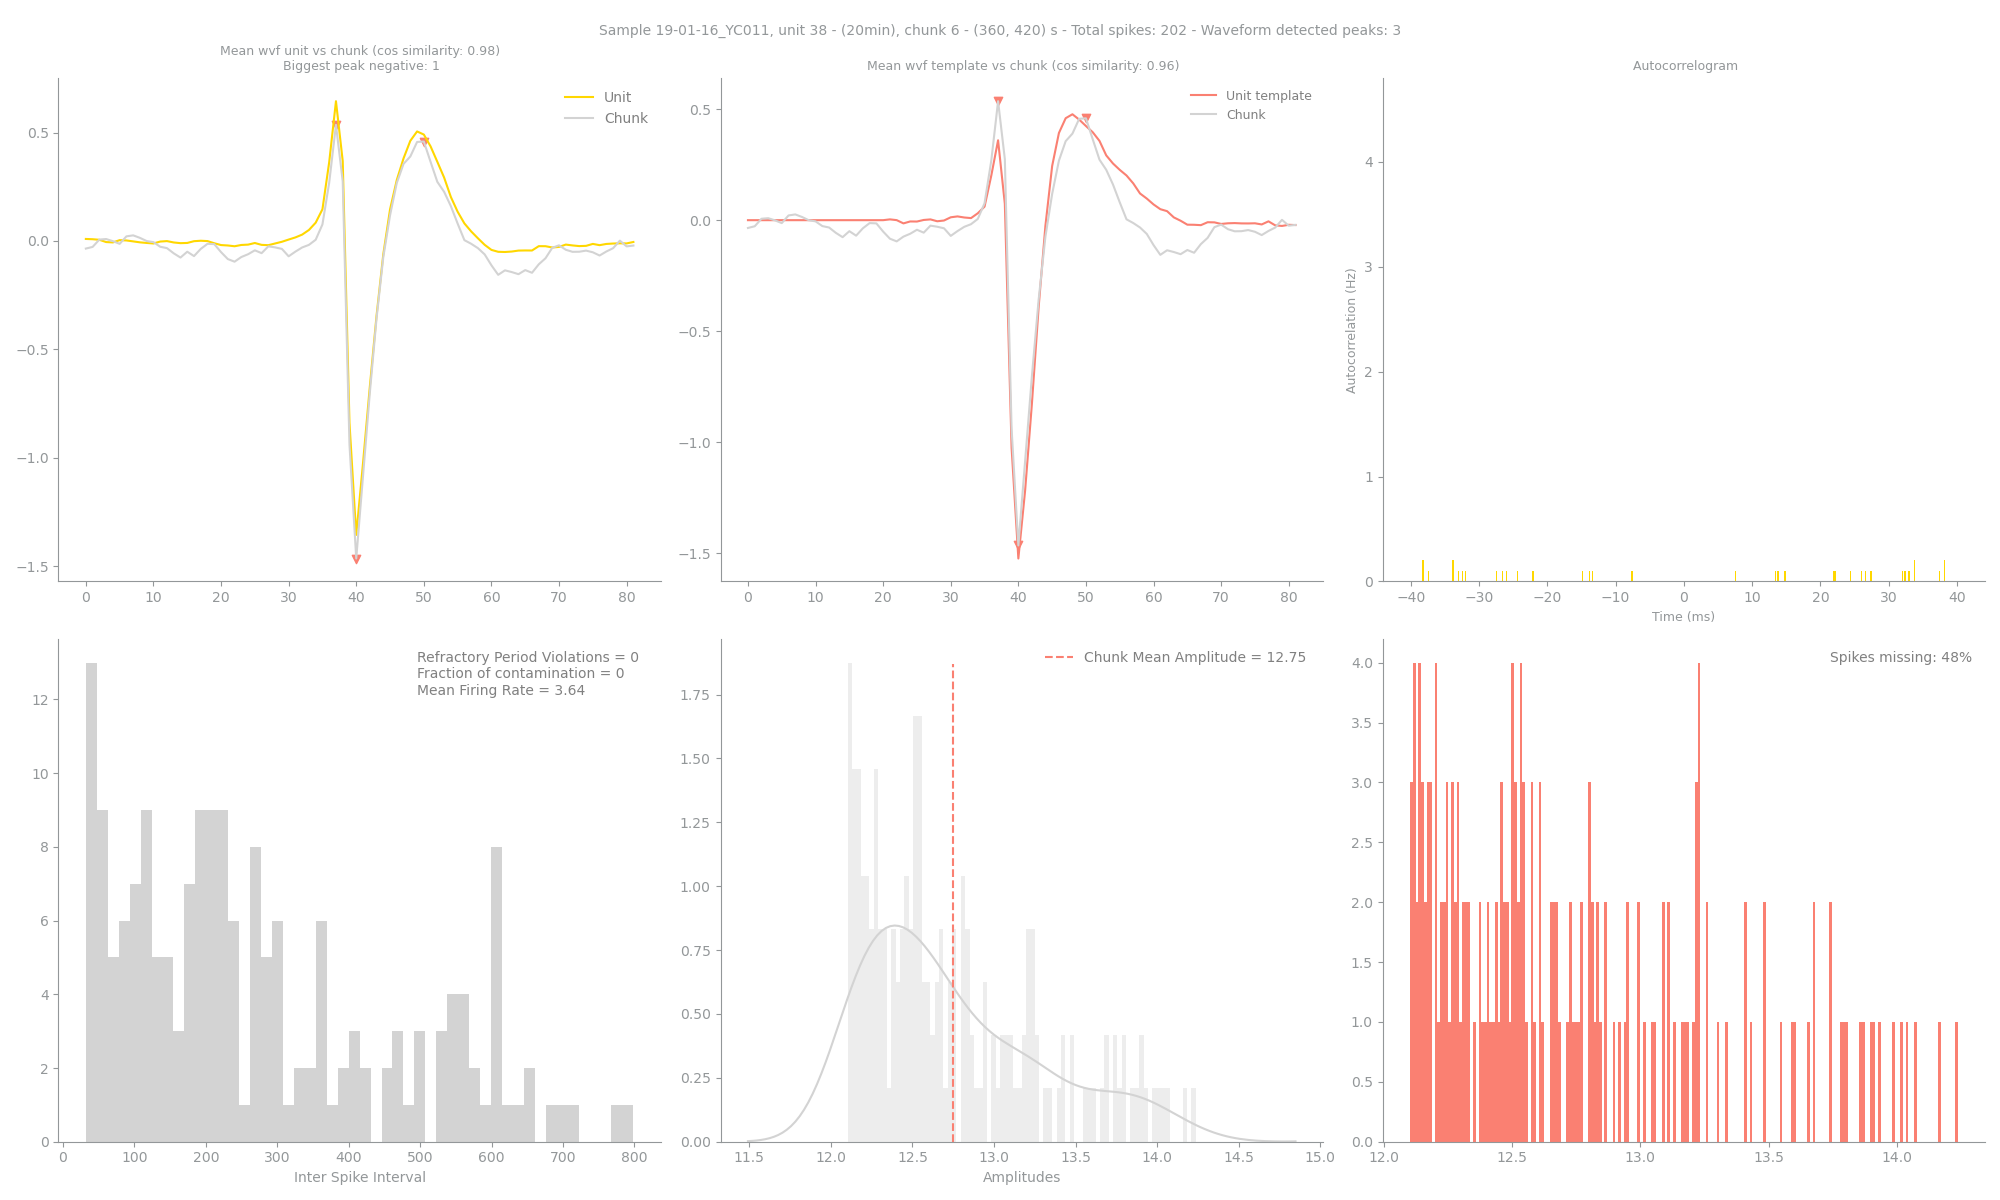 Sample 19-01-16_YC011, unit 38 - (20min), chunk 6 - (360, 420) s - Total spikes: 202 - Waveform detected peaks: 3
Mean wvf unit vs chunk (cos similarity: 0.98)
Biggest peak negative: 1
Unit
Chunk
0.5
0.0
−0.5
−1.0
−1.5
0 10 20 30 40 50 60 70 80
Mean wvf template vs chunk (cos similarity: 0.96)
Unit template
Chunk
0.5
0.0
−0.5
−1.0
−1.5
0 10 20 30 40 50 60 70 80
Autocorrelogram
Autocorrelation (Hz)
4
3
2
1
0
−40 −30 −20 −10 0 10 20 30 40
Time (ms)
Refractory Period Violations = 0
Fraction of contamination = 0
Mean Firing Rate = 3.64
12
10
8
6
4
2
0
0 100 200 300 400 500 600 700 800
Inter Spike Interval
Chunk Mean Amplitude = 12.75
1.75
1.50
1.25
1.00
0.75
0.50
0.25
0.00
11.5 12.0 12.5 13.0 13.5 14.0 14.5 15.0
Amplitudes
Spikes missing: 48%
4.0
3.5
3.0
2.5
2.0
1.5
1.0
0.5
0.0
12.0 12.5 13.0 13.5 14.0